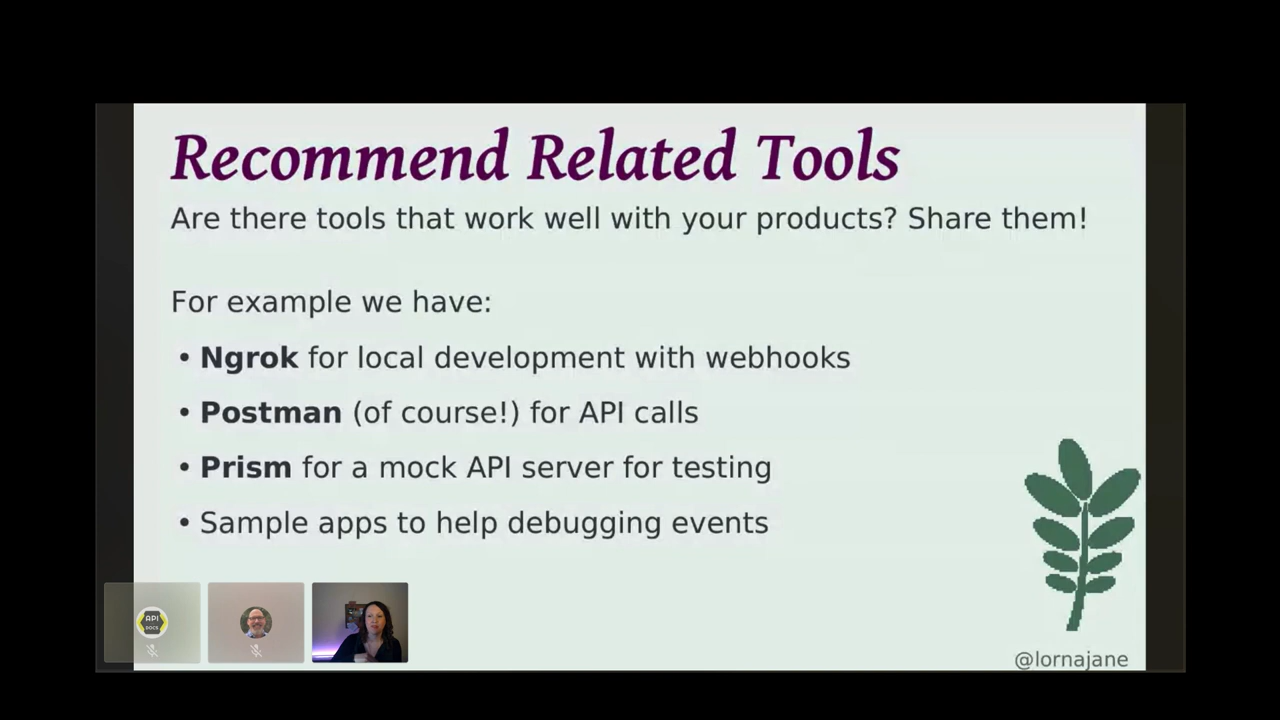 Recommend Related Tools
Are there tools that work well with your products? Share them!
For example we have:
• Ngrok for local development with webhooks
• Postman (of course!) for API calls
• Prism for a mock API server for testing
• Sample apps to help debugging events
API
DOCS
@lornajane